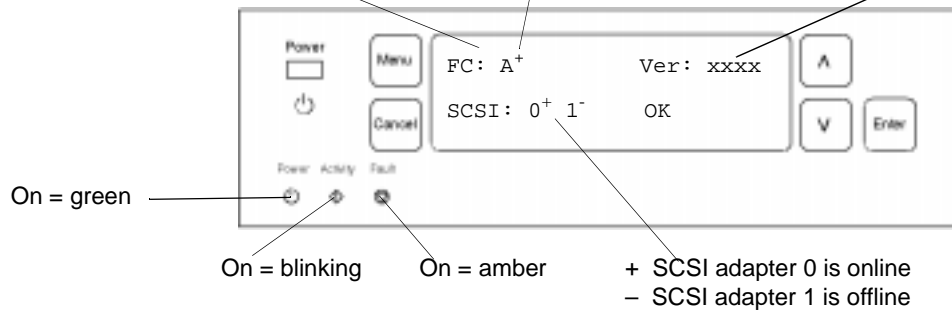 Power
Menu
FC: A+ Ver: xxxx
SCSI: 0+ 1- OK
Cancel
Λ
V
Enter
Power Activity Fault
On = green
On = blinking
On = amber
+ SCSI adapter 0 is online
– SCSI adapter 1 is offline